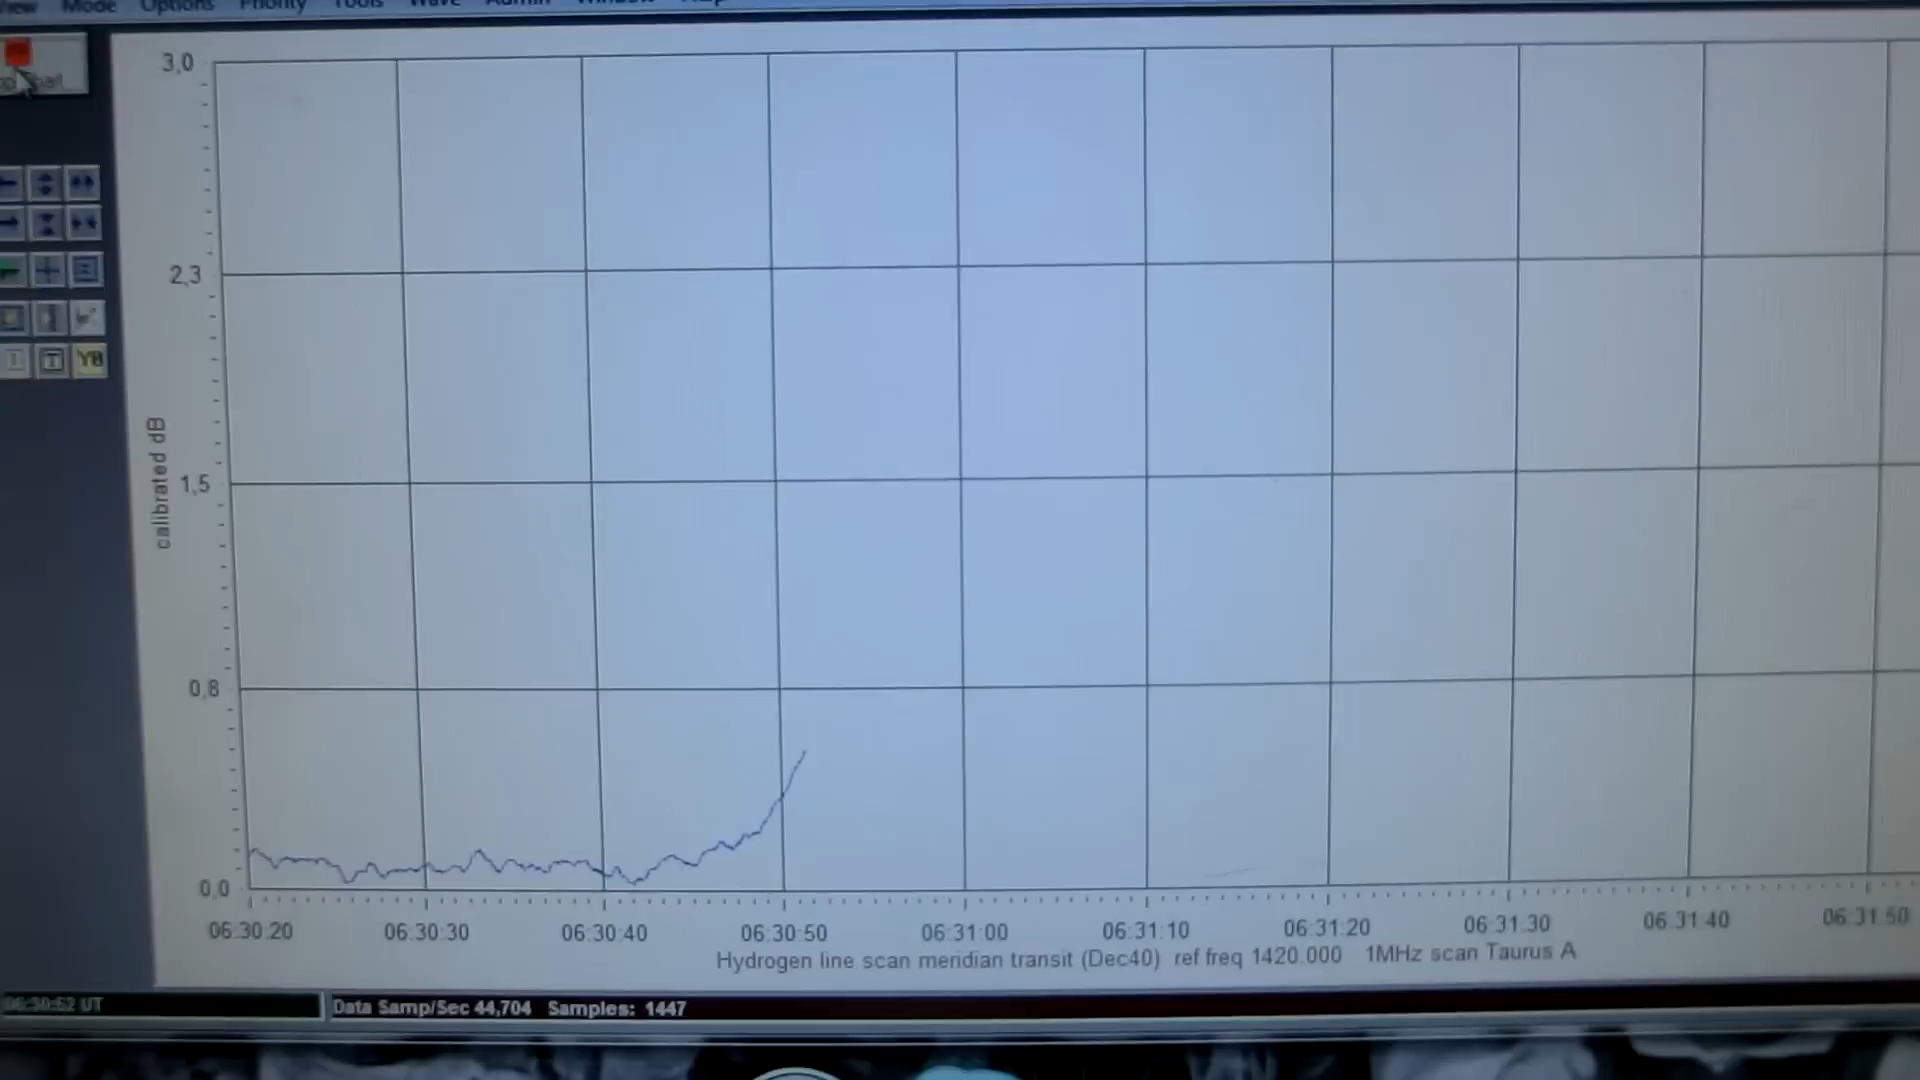 View Mode Options Priority Tools Wave Admin Window Help
3,0
2,3
1,5
0,8
0,0
calibrated dB
YB
06:30:20 06:30:30 06:30:40 06:30:50 06:31:00 06:31:10 06:31:20 06:31:30 06:31:40 06:31:50
Hydrogen line scan meridian transit (Dec40) ref freq 1420.000 1MHz scan Taurus A
06:30:52 UT
Data Samp/Sec 44,704 Samples: 1447